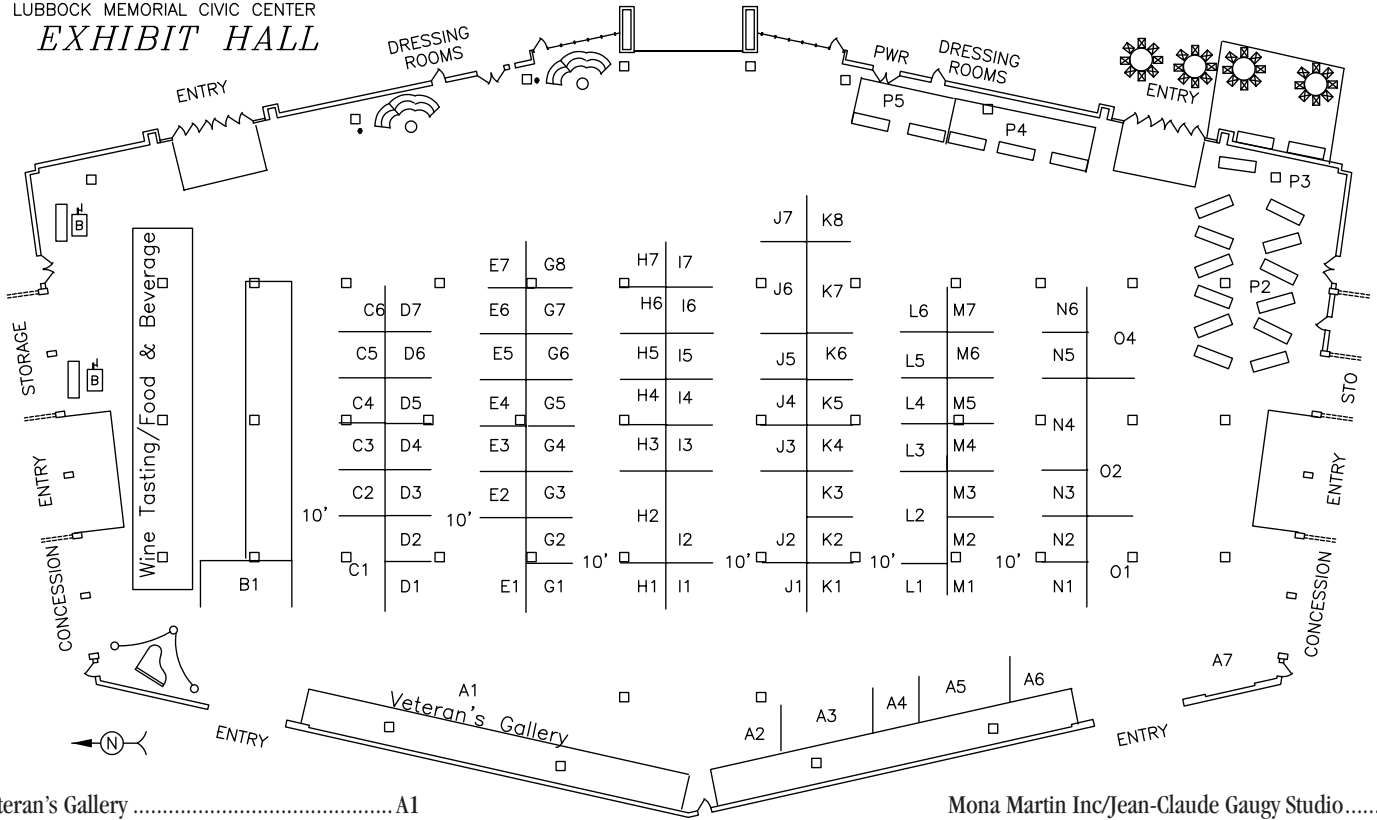 LUBBOCK MEMORIAL CIVIC CENTER
EXHIBIT HALL
DRESSING
ROOMS
PWR
DRESSING
ROOMS
ENTRY
ENTRY
P5
P4
P3
P2
B
B
STORAGE
STO
Wine Tasting/Food & Beverage
J7 K8
E7 G8 H7 I7
J6 K7
C6 D7 E6 G7 H6 I6 L6 M7 N6
O4
C5 D6 E5 G6 H5 I5 J5 K6 L5 M6 N5
C4 D5 E4 G5 H4 I4 J4 K5 L4 M5
N4
C3 D4 E3 G4 H3 I3 J3 K4 L3 M4
O2
C2 D3 E2 G3 K3 M3 N3
10' 10' H2 L2
D2 G2 I2 J2 K2 M2 N2
10' 10' 10' 10'
C1 O1
B1 D1 E1 G1 H1 I1 J1 K1 L1 M1 N1
ENTRY
ENTRY
CONCESSION
CONCESSION
A7
A6
A5
A4
A3
A2
A1
Veteran's Gallery
N
ENTRY
ENTRY
teran's Gallery ............................................ A1
Mona Martin Inc/Jean-Claude Gaugy Studio......